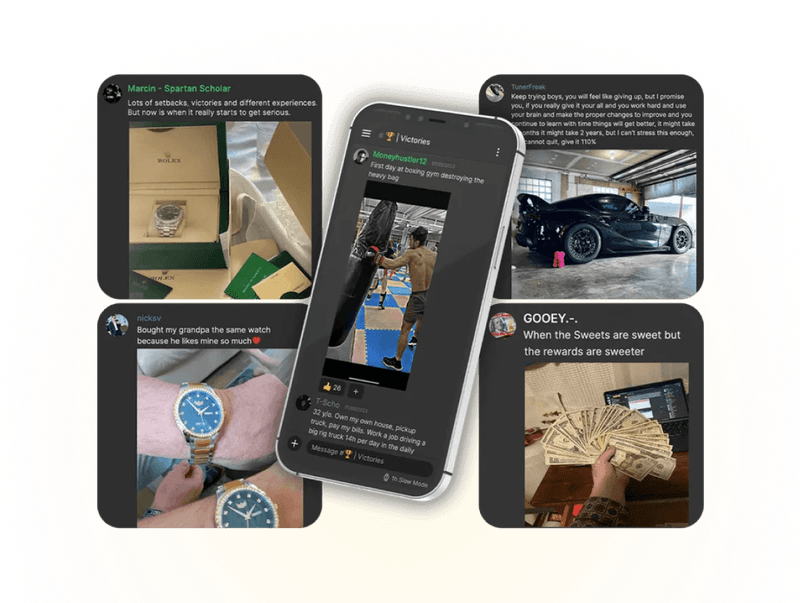 Marcin - Spartan Scholar
Lots of setbacks, victories and different experiences.
But now is when it really starts to get serious.
ROLEX
ROLEX
nickav
Bought my grandpa the same watch
because he likes mine so much❤️
# 🏆 | Victories
Moneyhustler12
First day at boxing gym destroying the
heavy bag
👍 26
+
T-Scho
32 y/o. Own my own house, pickup
truck, pay my bills. Work a job driving a
big rig truck 14h per day in the daily
Message #🏆 | Victories
1h Slow Mode
TunerFreak
Keep trying boys, you will feel like giving up, but I promise
you, if you really give it your all and you work hard and use
your brain and make the proper changes to improve and you
continue to learn with time things will get better, it might take
months it might take 2 years, but I can't stress this enough,
cannot quit, give it 110%
GOOEY.-.
When the Sweets are sweet but
the rewards are sweeter